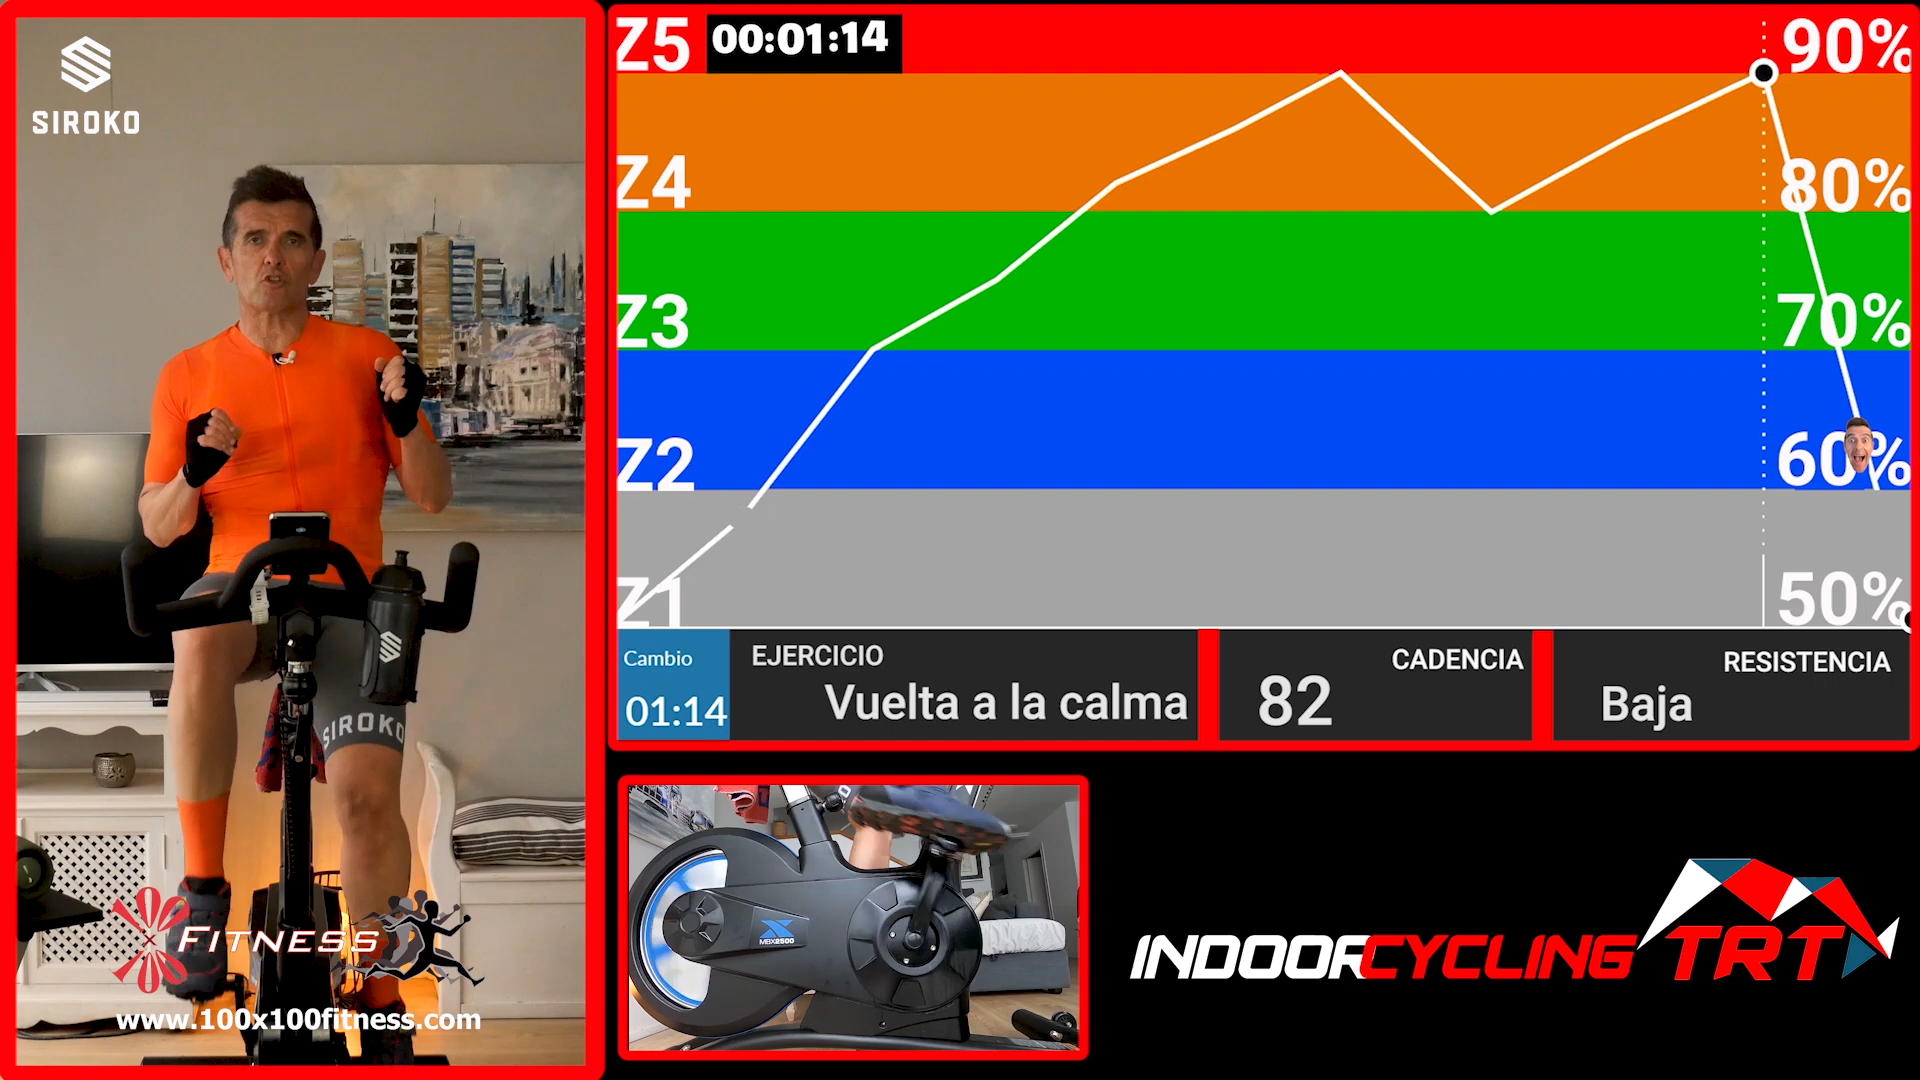 SIROKO
SIROKO
FITNESS
www.100x100fitness.com
Z5
00:01:14
90%
Z4
80%
Z3
70%
Z2
60%
Z1
50%
Cambio
01:14
EJERCICIO
Vuelta a la calma
CADENCIA
82
RESISTENCIA
Baja
MBX2500
INDOORCYCLING TRT